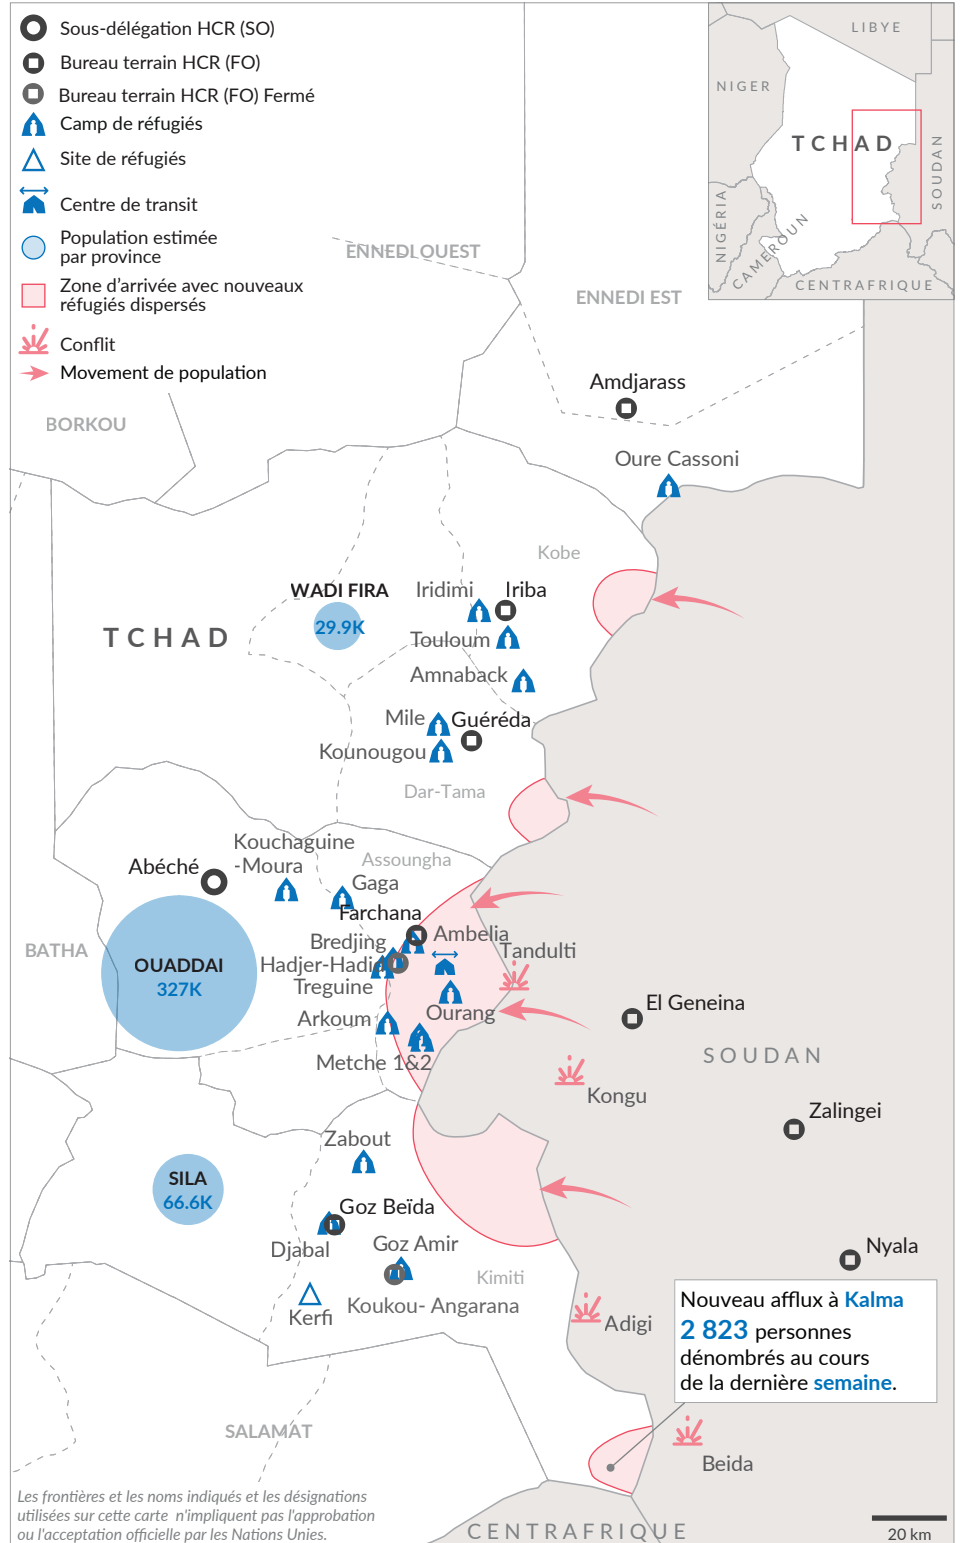 Sous-délégation HCR (SO)
Bureau terrain HCR (FO)
Bureau terrain HCR (FO) Fermé
Camp de réfugiés
Site de réfugiés
Centre de transit
Population estimée
par province
Zone d'arrivée avec nouveaux
réfugiés dispersés
Conflit
Movement de population
LIBYE
NIGER
TCHAD
SOUDAN
NIGÉRIA
CAMEROUN
CENTRAFRIQUE
ENNEDI OUEST
ENNEDI EST
Amdjarass
BORKOU
Oure Cassoni
Kobe
WADI FIRA
29.9K
Iridimi
Iriba
TCHAD
Touloum
Amnaback
Mile
Guéréda
Kounougou
Dar-Tama
Kouchaguine
-Moura
Assoungha
Abéché
Gaga
Farchana
BATHA
Bredjing
Ambelia
Tandulti
OUADDAI
327K
Hadjer-Hadid
Treguine
Ourang
El Geneina
Arkoum
SOUDAN
Metche 1&2
Kongu
Zalingei
Zabout
SILA
66.6K
Goz Beïda
Djabal
Goz Amir
Nyala
Kimiti
Kerfi
Koukou- Angarana
Adigi
Nouveau afflux à Kalma
2 823 personnes
dénombrés au cours
de la dernière semaine.
SALAMAT
Beida
Les frontières et les noms indiqués et les désignations
utilisées sur cette carte n'impliquent pas l'approbation
ou l'acceptation officielle par les Nations Unies.
CENTRAFRIQUE
20 km